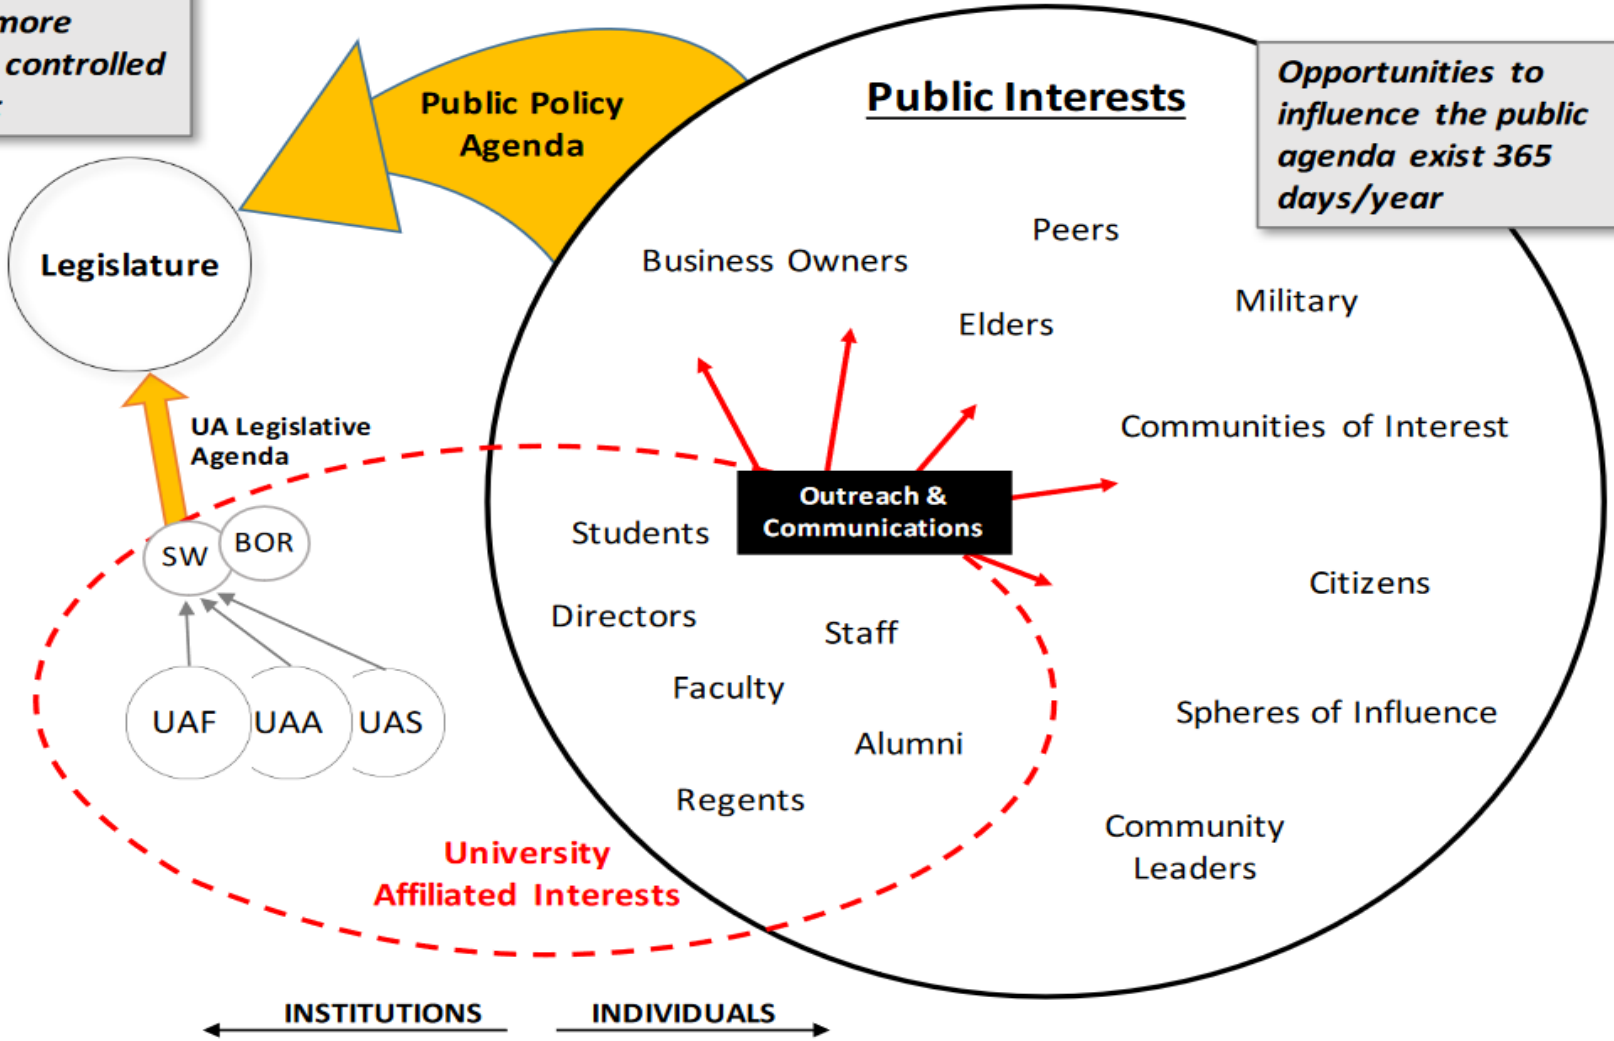 more
controlled
Public Policy
Agenda
Public Interests
Opportunities to
influence the public
agenda exist 365
days/year
Legislature
Business Owners
Peers
Elders
Military
UA Legislative
Agenda
Communities of Interest
Outreach &
Communications
SW
BOR
Students
Directors
Staff
Citizens
Faculty
UAF
UAA
UAS
Alumni
Spheres of Influence
Regents
Community
Leaders
University
Affiliated Interests
INSTITUTIONS
INDIVIDUALS